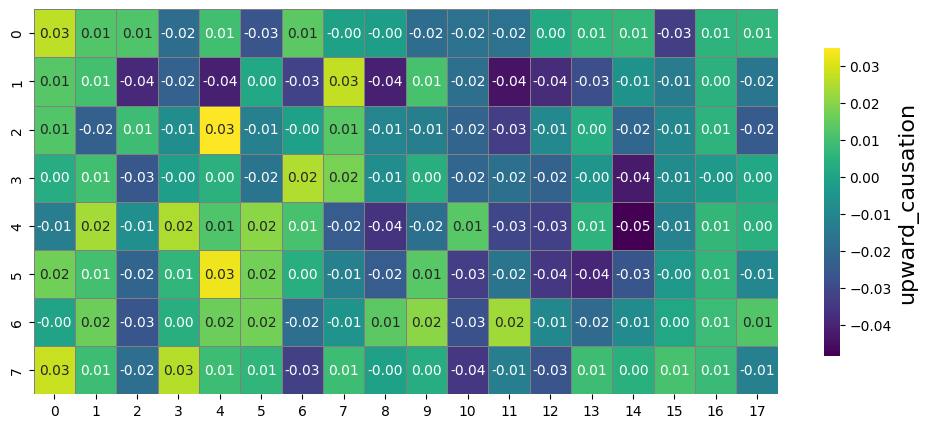 0 0.03 0.01 0.01 -0.02 0.01 -0.03 0.01 -0.00 -0.00 -0.02 -0.02 -0.02 0.00 0.01 0.01 -0.03 0.01 0.01
1 0.01 0.01 -0.04 -0.02 -0.04 0.00 -0.03 0.03 -0.04 0.01 -0.02 -0.04 -0.04 -0.03 -0.01 -0.01 0.00 -0.02
2 0.01 -0.02 0.01 -0.01 0.03 -0.01 -0.00 0.01 -0.01 -0.01 -0.02 -0.03 -0.01 0.00 -0.02 -0.01 0.01 -0.02
3 0.00 0.01 -0.03 -0.00 0.00 -0.02 0.02 0.02 -0.01 0.00 -0.02 -0.02 -0.02 -0.00 -0.04 -0.01 -0.00 0.00
4 -0.01 0.02 -0.01 0.02 0.01 0.02 0.01 -0.02 -0.04 -0.02 0.01 -0.03 -0.03 0.01 -0.05 -0.01 0.01 0.00
5 0.02 0.01 -0.02 0.01 0.03 0.02 0.00 -0.01 -0.02 0.01 -0.03 -0.02 -0.04 -0.04 -0.03 -0.01 0.01 -0.01
6 -0.00 0.02 -0.03 0.00 0.02 0.02 -0.02 -0.01 0.01 0.02 -0.03 0.02 -0.01 -0.02 -0.01 0.00 0.01 0.01
7 0.03 0.01 -0.02 0.03 0.01 0.01 -0.03 0.01 -0.00 0.00 -0.04 -0.01 -0.03 0.01 0.00 0.01 0.01 -0.01
0 1 2 3 4 5 6 7 8 9 10 11 12 13 14 15 16 17
0.03
0.02
0.01
0.00
−0.01
−0.02
−0.03
−0.04
upward_causation